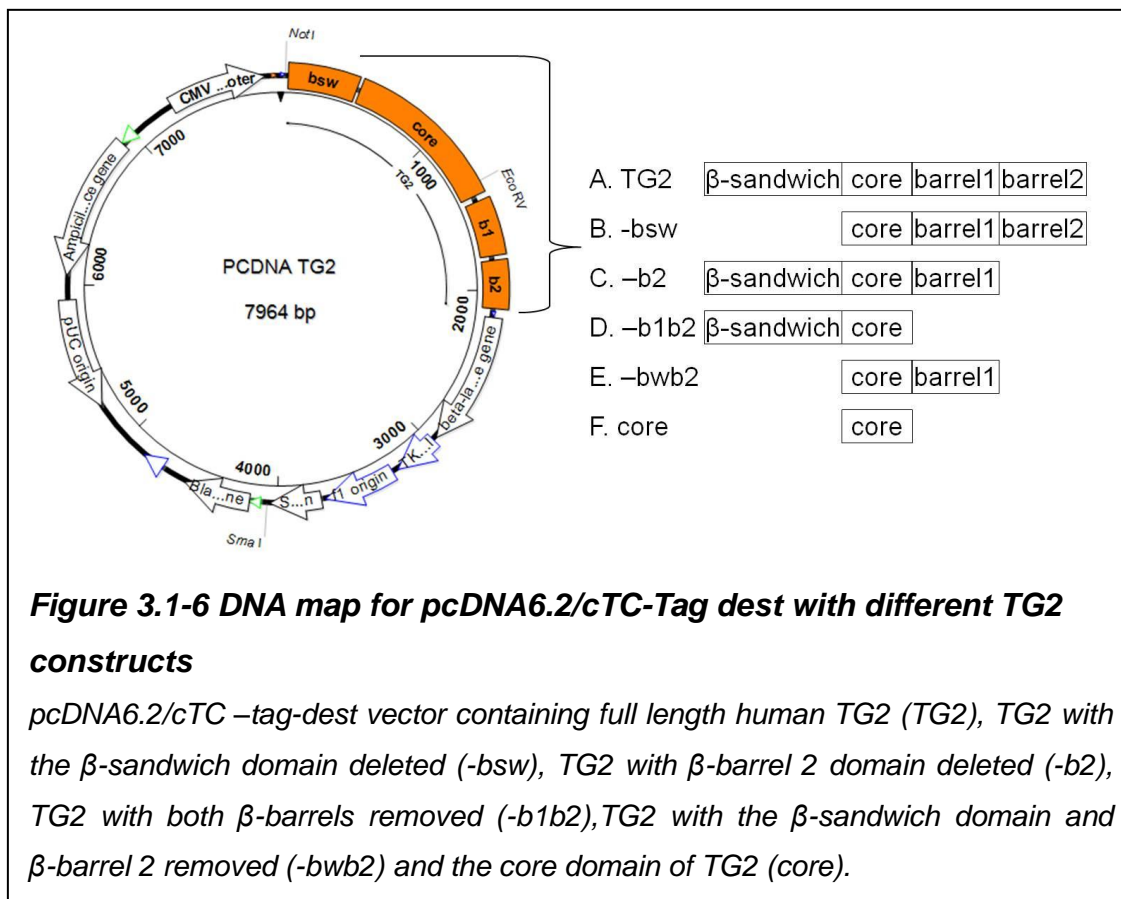 NotI
bsw
core
EcoRV
b1
b2
TG2
CMV ...oter
Ampicil...ce gene
pUC origin
Bla...ne
SmaI
S...n
f1 origin
TK...l
beta-la...e gene
1000
2000
3000
4000
5000
6000
7000
PCDNA TG2
7964 bp
A. TG2 β-sandwich core barrel1 barrel2
B. -bsw core barrel1 barrel2
C. –b2 β-sandwich core barrel1
D. –b1b2 β-sandwich core
E. –bwb2 core barrel1
F. core core
Figure 3.1-6 DNA map for pcDNA6.2/cTC-Tag dest with different TG2
constructs
pcDNA6.2/cTC –tag-dest vector containing full length human TG2 (TG2), TG2 with
the β-sandwich domain deleted (-bsw), TG2 with β-barrel 2 domain deleted (-b2),
TG2 with both β-barrels removed (-b1b2),TG2 with the β-sandwich domain and
β-barrel 2 removed (-bwb2) and the core domain of TG2 (core).